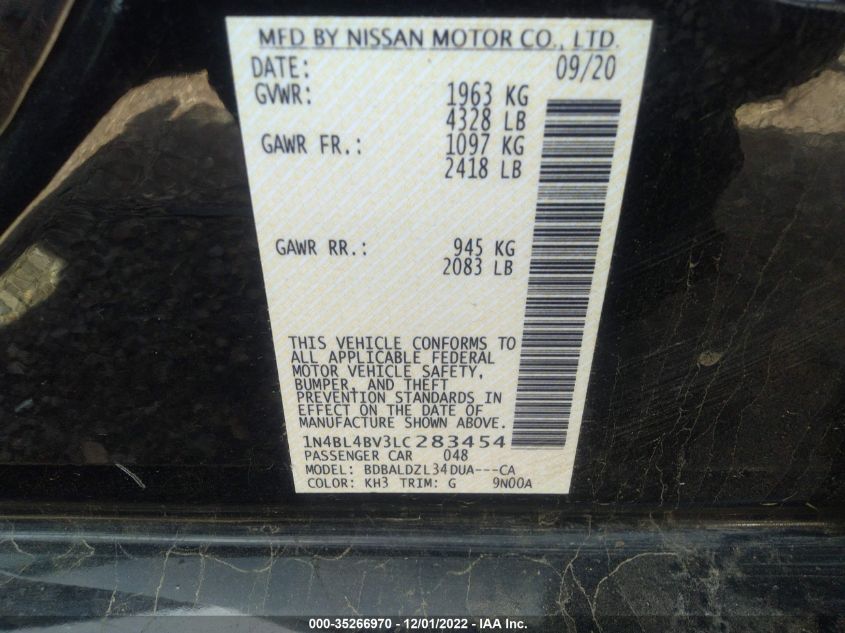 MFD BY NISSAN MOTOR CO., LTD.
DATE: 09/20
GVWR: 1963 KG
4328 LB
GAWR FR.: 1097 KG
2418 LB
GAWR RR.: 945 KG
2083 LB
THIS VEHICLE CONFORMS TO
ALL APPLICABLE FEDERAL
MOTOR VEHICLE SAFETY,
BUMPER, AND THEFT
PREVENTION STANDARDS IN
EFFECT ON THE DATE OF
MANUFACTURE SHOWN ABOVE.
1N4BL4BV3LC283454
PASSENGER CAR 048
MODEL: BDBALDZL34DUA---CA
COLOR: KH3 TRIM: G 9N00A
000-35266970 - 12/01/2022 - IAA Inc.